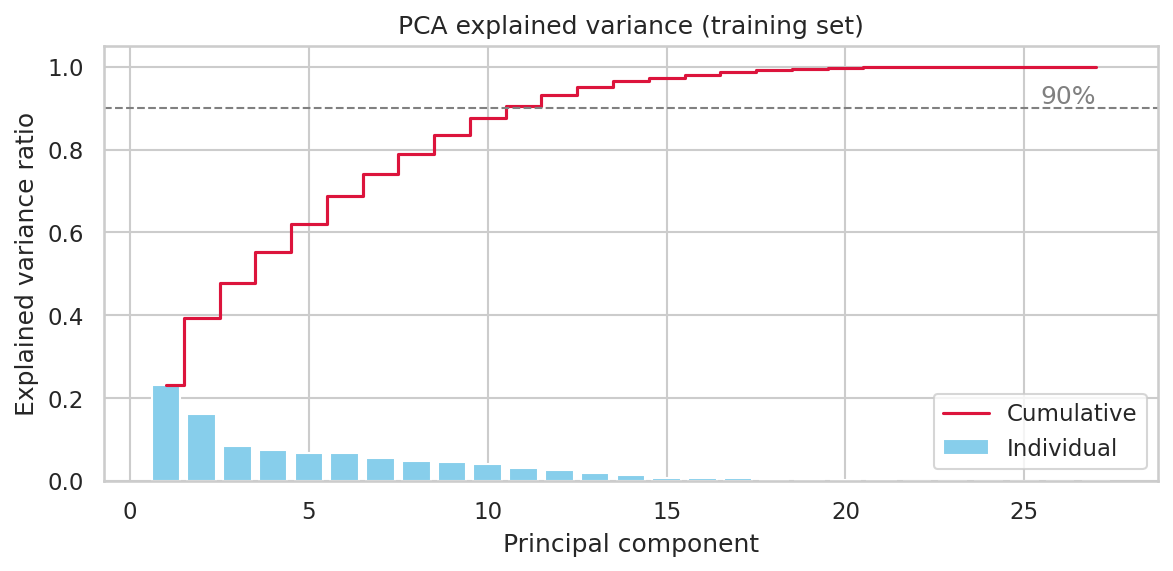 PCA explained variance (training set)
Explained variance ratio
1.0
0.8
0.6
0.4
0.2
0.0
90%
Cumulative
Individual
0 5 10 15 20 25
Principal component